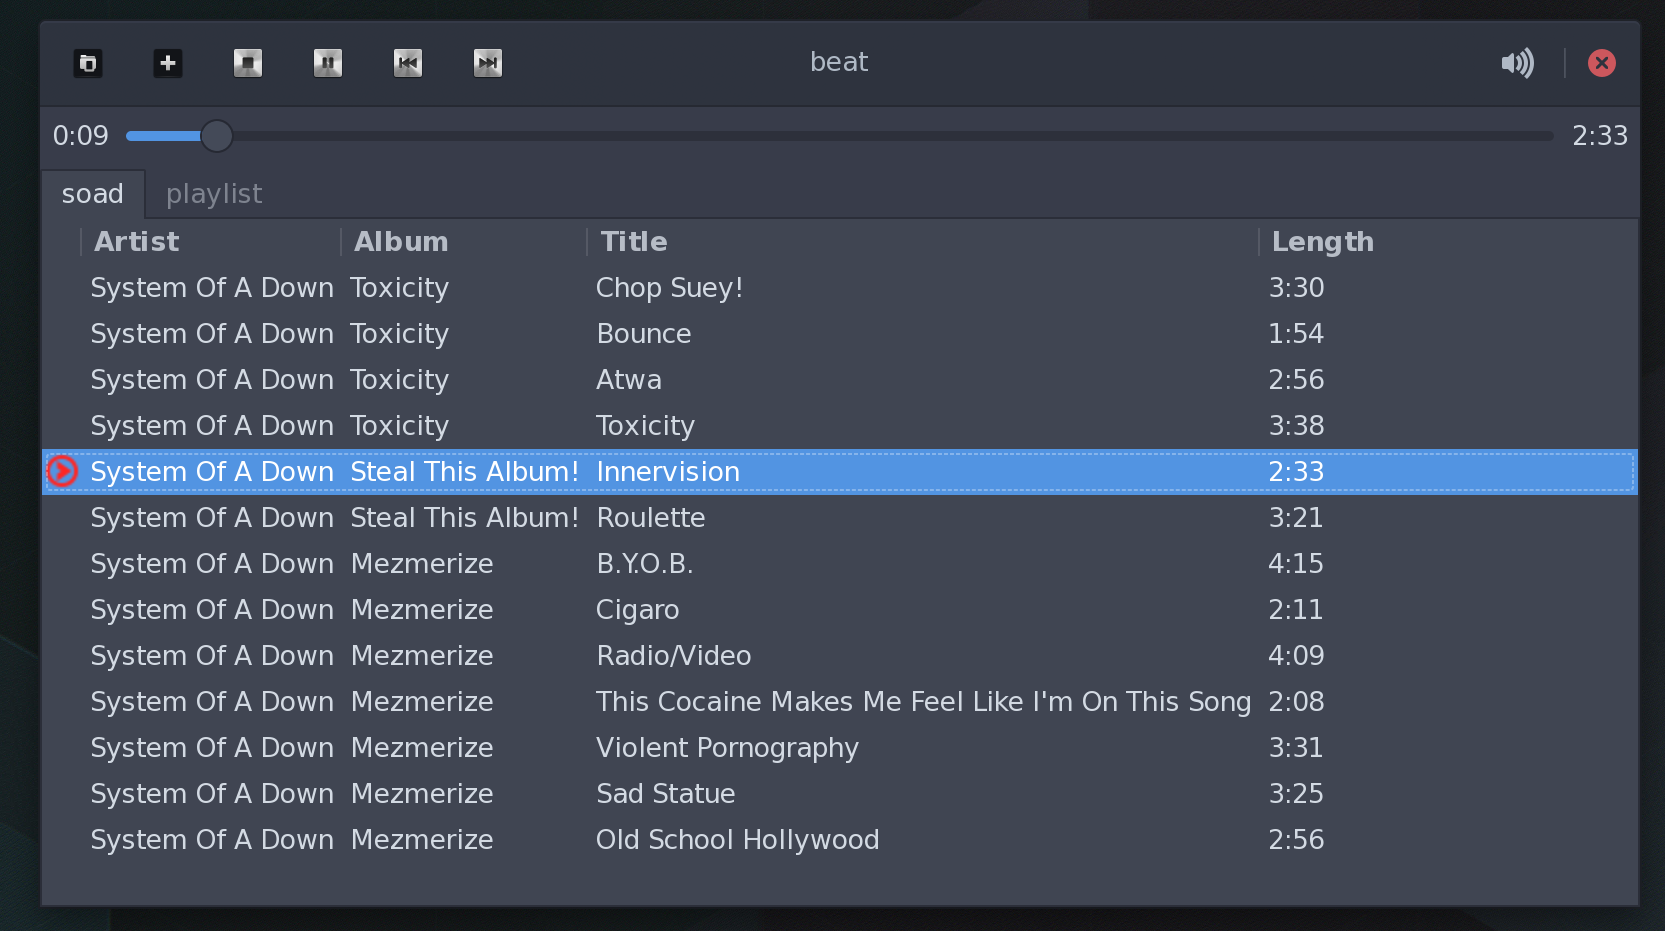 beat
0:09 2:33
soad playlist
Artist Album Title Length
System Of A Down Toxicity Chop Suey! 3:30
System Of A Down Toxicity Bounce 1:54
System Of A Down Toxicity Atwa 2:56
System Of A Down Toxicity Toxicity 3:38
System Of A Down Steal This Album! Innervision 2:33
System Of A Down Steal This Album! Roulette 3:21
System Of A Down Mezmerize B.Y.O.B. 4:15
System Of A Down Mezmerize Cigaro 2:11
System Of A Down Mezmerize Radio/Video 4:09
System Of A Down Mezmerize This Cocaine Makes Me Feel Like I'm On This Song 2:08
System Of A Down Mezmerize Violent Pornography 3:31
System Of A Down Mezmerize Sad Statue 3:25
System Of A Down Mezmerize Old School Hollywood 2:56